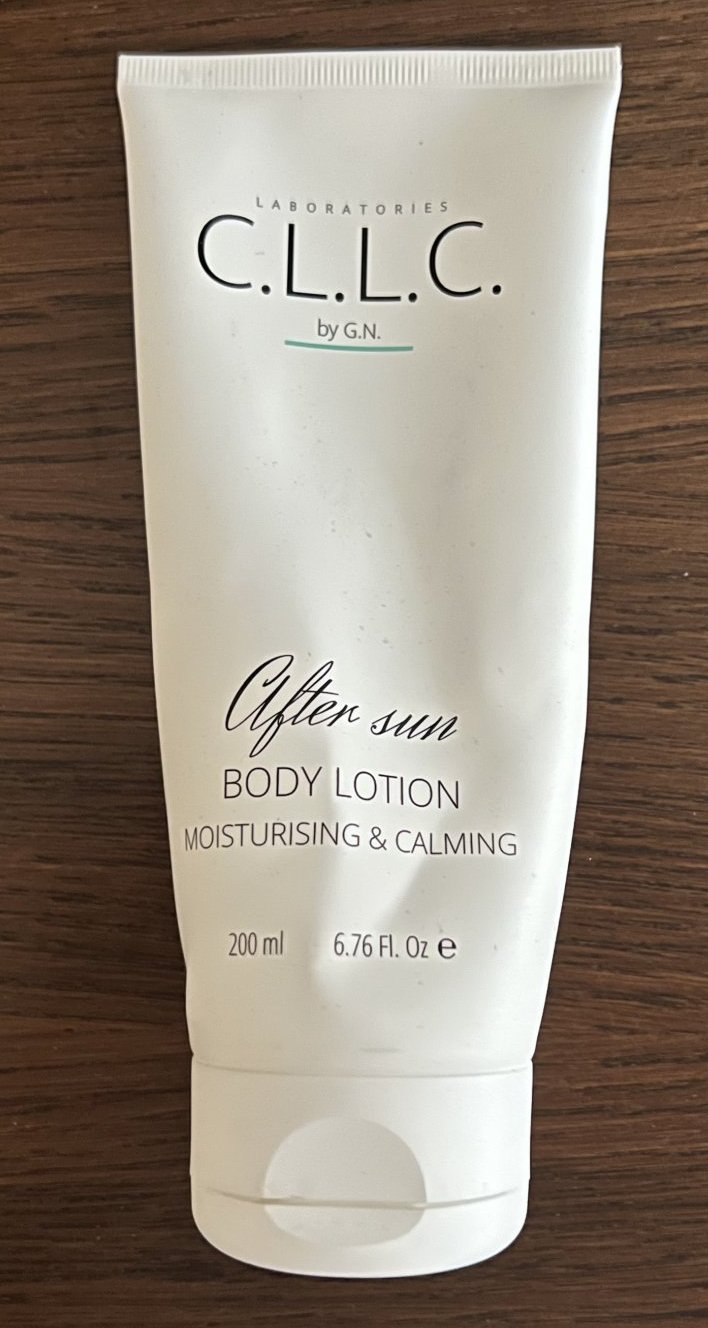 LABORATORIES
C.L.L.C.
by G.N.
After sun
BODY LOTION
MOISTURISING & CALMING
200 ml 6.76 Fl. Oz ℮